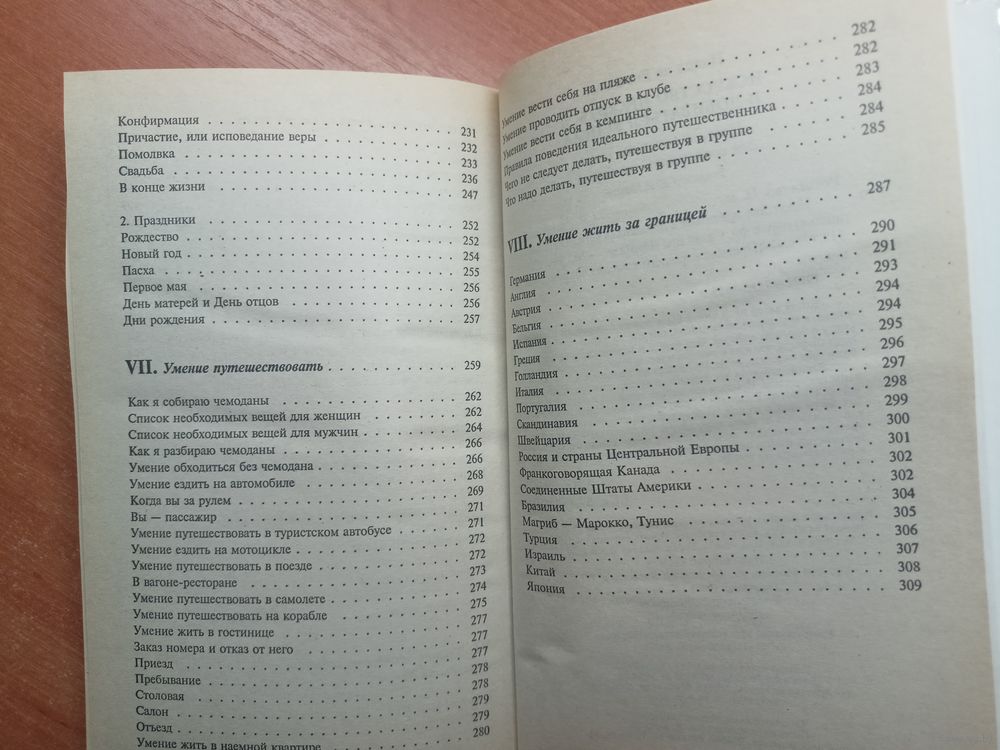 Конфирмация . . . . . . . . . . 231
Причастие, или исповедание веры . . . . . . . . . . 232
Помолвка . . . . . . . . . . 233
Свадьба . . . . . . . . . . 236
В конце жизни . . . . . . . . . . 247
2. Праздники . . . . . . . . . . 252
Рождество . . . . . . . . . . 252
Новый год . . . . . . . . . . 254
Пасха . . . . . . . . . . 255
Первое мая . . . . . . . . . . 256
День матерей и День отцов . . . . . . . . . . 256
Дни рождения . . . . . . . . . . 257
VII. Умение путешествовать . . . . . . . . . . 259
Как я собираю чемоданы . . . . . . . . . . 262
Список необходимых вещей для женщин . . . . . . . . . . 262
Список необходимых вещей для мужчин . . . . . . . . . . 264
Как я разбираю чемоданы . . . . . . . . . . 266
Умение обходиться без чемодана . . . . . . . . . . 266
Умение ездить на автомобиле . . . . . . . . . . 268
Когда вы за рулем . . . . . . . . . . 269
Вы — пассажир . . . . . . . . . . 271
Умение путешествовать в туристском автобусе . . . . . . . . . . 271
Умение ездить на мотоцикле . . . . . . . . . . 272
Умение путешествовать в поезде . . . . . . . . . . 272
В вагоне-ресторане . . . . . . . . . . 273
Умение путешествовать в самолете . . . . . . . . . . 274
Умение путешествовать на корабле . . . . . . . . . . 275
Умение жить в гостинице . . . . . . . . . . 277
Заказ номера и отказ от него . . . . . . . . . . 277
Приезд . . . . . . . . . . 277
Пребывание . . . . . . . . . . 278
Столовая . . . . . . . . . . 278
Салон . . . . . . . . . . 279
Отъезд . . . . . . . . . . 279
Умение жить в наемной квартире . . . . . . . . . . 280
Умение вести себя на пляже . . . . . . . . . . 282
Умение проводить отпуск в клубе . . . . . . . . . . 282
Умение вести себя в кемпинге . . . . . . . . . . 283
Правила поведения идеального путешественника . . . . . . . . . . 284
Чего не следует делать, путешествуя в группе . . . . . . . . . . 284
Что надо делать, путешествуя в группе . . . . . . . . . . 285
VIII. Умение жить за границей . . . . . . . . . . 287
Германия . . . . . . . . . . 290
Англия . . . . . . . . . . 291
Австрия . . . . . . . . . . 293
Бельгия . . . . . . . . . . 294
Испания . . . . . . . . . . 294
Греция . . . . . . . . . . 295
Голландия . . . . . . . . . . 296
Италия . . . . . . . . . . 297
Португалия . . . . . . . . . . 298
Скандинавия . . . . . . . . . . 299
Швейцария . . . . . . . . . . 300
Россия и страны Центральной Европы . . . . . . . . . . 301
Франкоговорящая Канада . . . . . . . . . . 302
Соединенные Штаты Америки . . . . . . . . . . 302
Бразилия . . . . . . . . . . 304
Магриб — Марокко, Тунис . . . . . . . . . . 305
Турция . . . . . . . . . . 306
Израиль . . . . . . . . . . 307
Китай . . . . . . . . . . 308
Япония . . . . . . . . . . 309